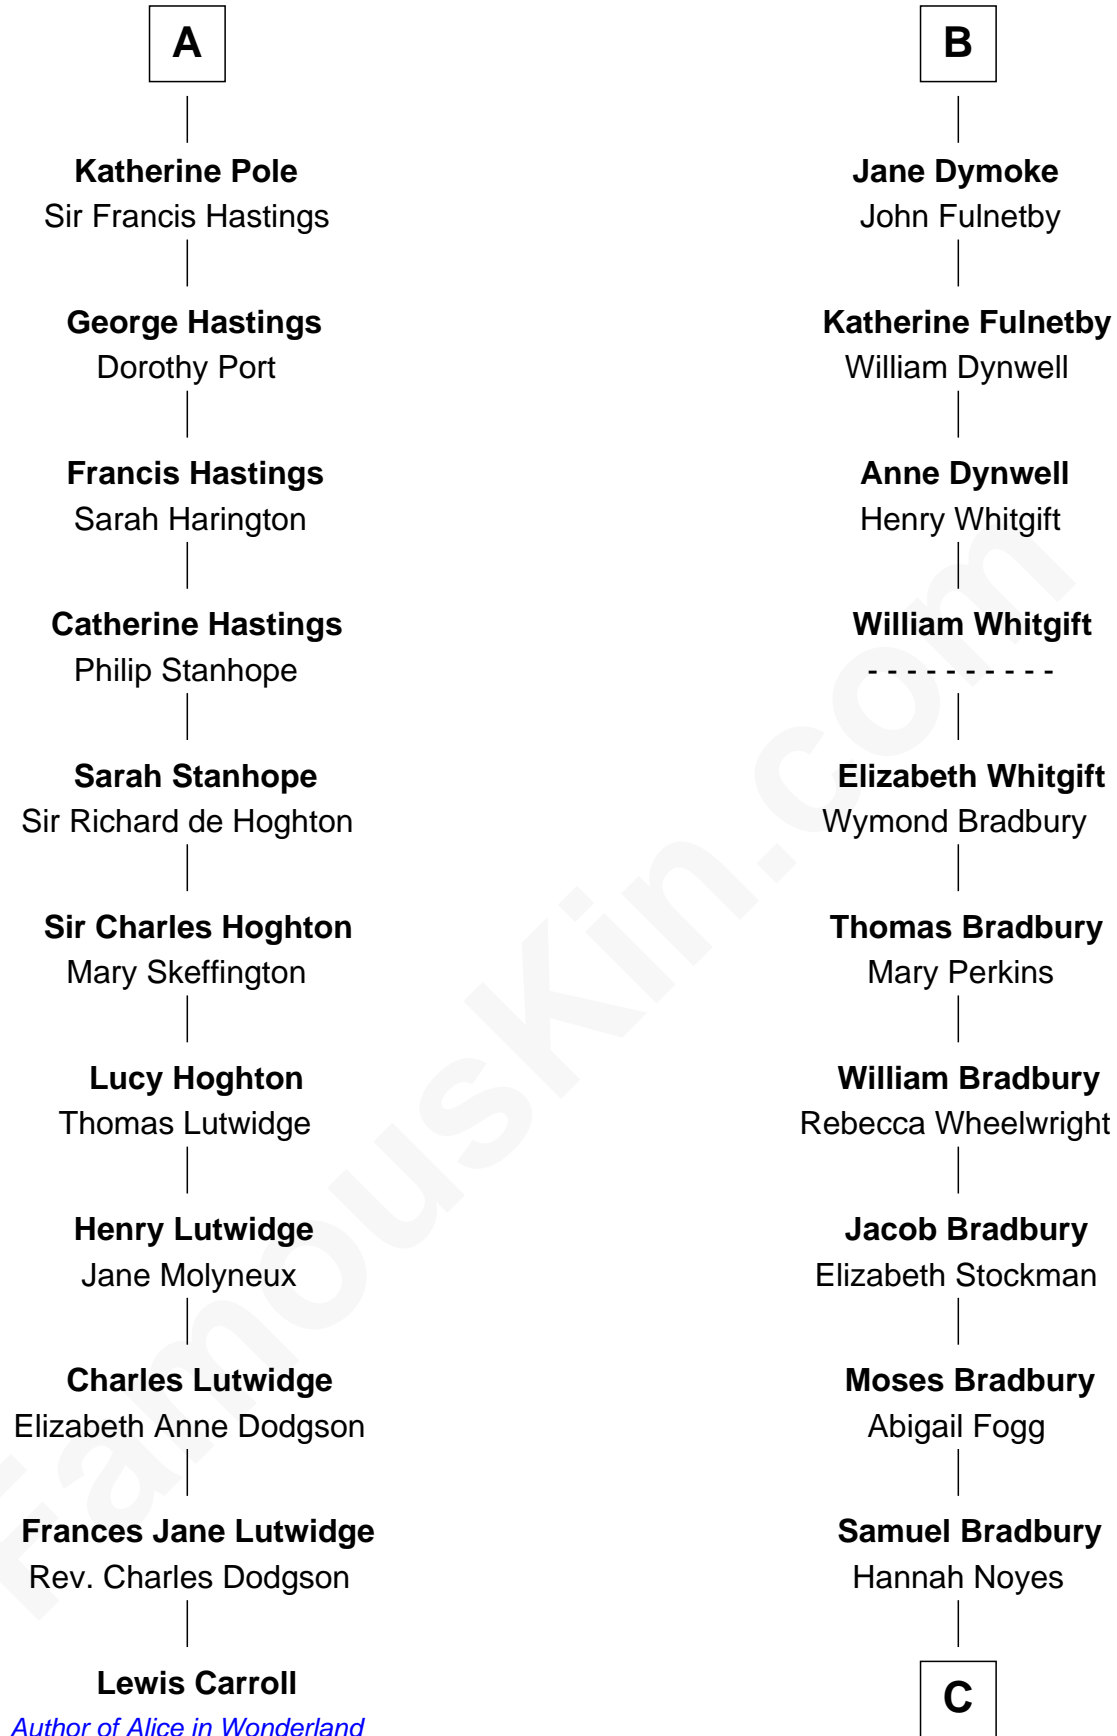 A
Katherine Pole
Sir Francis Hastings
George Hastings
Dorothy Port
Francis Hastings
Sarah Harington
Catherine Hastings
Philip Stanhope
Sarah Stanhope
Sir Richard de Hoghton
Sir Charles Hoghton
Mary Skeffington
Lucy Hoghton
Thomas Lutwidge
Henry Lutwidge
Jane Molyneux
Charles Lutwidge
Elizabeth Anne Dodgson
Frances Jane Lutwidge
Rev. Charles Dodgson
Lewis Carroll
Author of Alice in Wonderland
B
Jane Dymoke
John Fulnetby
Katherine Fulnetby
William Dynwell
Anne Dynwell
Henry Whitgift
William Whitgift
- - - - - - - - - -
Elizabeth Whitgift
Wymond Bradbury
Thomas Bradbury
Mary Perkins
William Bradbury
Rebecca Wheelwright
Jacob Bradbury
Elizabeth Stockman
Moses Bradbury
Abigail Fogg
Samuel Bradbury
Hannah Noyes
C
FamousKin.com